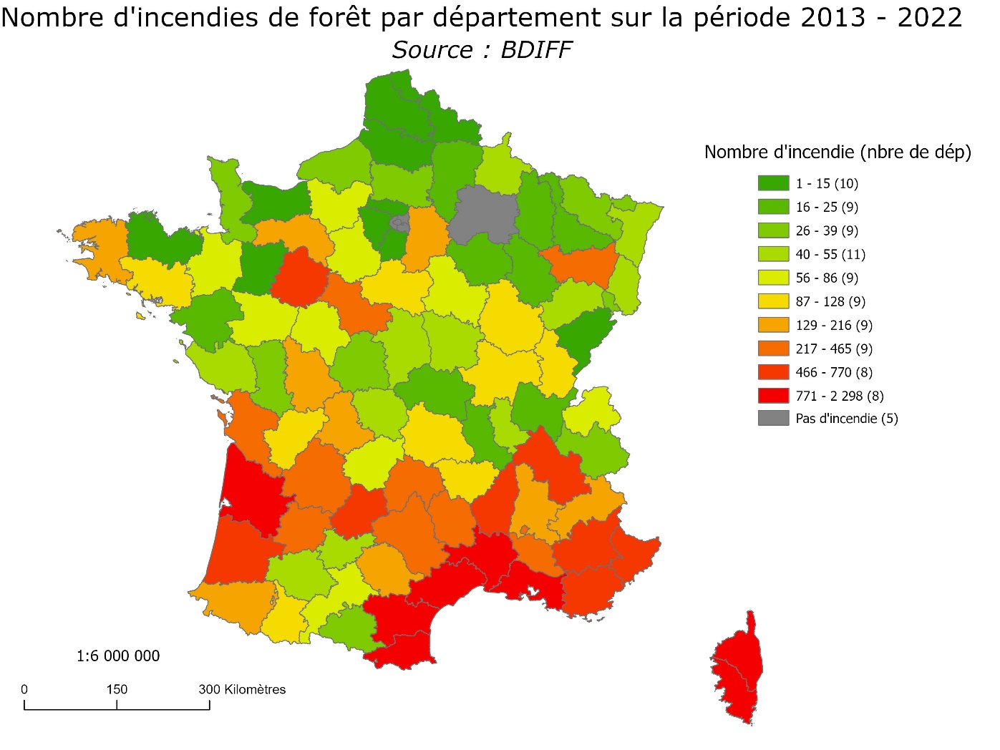 Nombre d'incendies de forêt par département sur la période 2013 - 2022
Source : BDIFF
Nombre d'incendie (nbre de dép)
1 - 15 (10)
16 - 25 (9)
26 - 39 (9)
40 - 55 (11)
56 - 86 (9)
87 - 128 (9)
129 - 216 (9)
217 - 465 (9)
466 - 770 (8)
771 - 2 298 (8)
Pas d'incendie (5)
1:6 000 000
0 150 300 Kilomètres